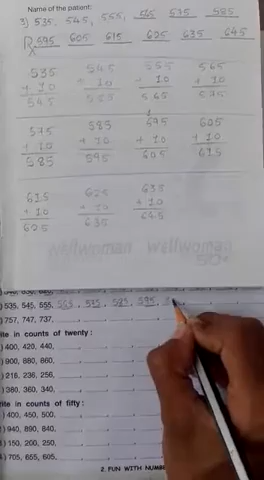 Name of the patient:
3) 535, 545, 555, 565 575 585
Rx 595 605 615 625 635 645
535 545 555 565
+ 10 + 10 + 10 + 10
545 555 565 575
575 585 595 605
+ 10 + 10 + 10 + 10
585 595 605 615
615 625 635
+ 10 + 10 + 10
625 635 645
wellwoman wellwoman
50+
) 535, 545, 555, 565, 575, 585, 595,
) 757, 747, 737,
ite in counts of twenty :
) 400, 420, 440,
) 900, 880, 860,
) 216, 236, 256,
) 380, 360, 340,
ite in counts of fifty :
) 400, 450, 500,
) 940, 890, 840,
) 150, 200, 250,
) 705, 655, 605,
2. FUN WITH NUMB